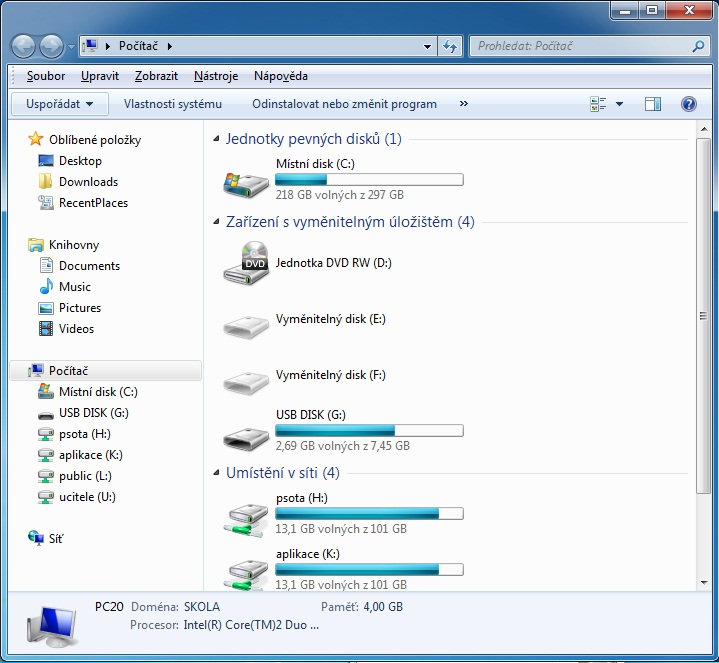 Počítač
Prohledat: Počítač
Soubor Upravit Zobrazit Nástroje Nápověda
Uspořádat Vlastnosti systému Odinstalovat nebo změnit program »
Oblíbené položky
Desktop
Downloads
RecentPlaces
Knihovny
Documents
Music
Pictures
Videos
Počítač
Místní disk (C:)
USB DISK (G:)
psota (H:)
aplikace (K:)
public (L:)
ucitele (U:)
Síť
Jednotky pevných disků (1)
Místní disk (C:)
218 GB volných z 297 GB
Zařízení s vyměnitelným úložištěm (4)
DVD
Jednotka DVD RW (D:)
Vyměnitelný disk (E:)
Vyměnitelný disk (F:)
USB DISK (G:)
2,69 GB volných z 7,45 GB
Umístění v síti (4)
psota (H:)
13,1 GB volných z 101 GB
aplikace (K:)
13,1 GB volných z 101 GB
PC20 Doména: SKOLA Paměť: 4,00 GB
Procesor: Intel(R) Core(TM)2 Duo ...